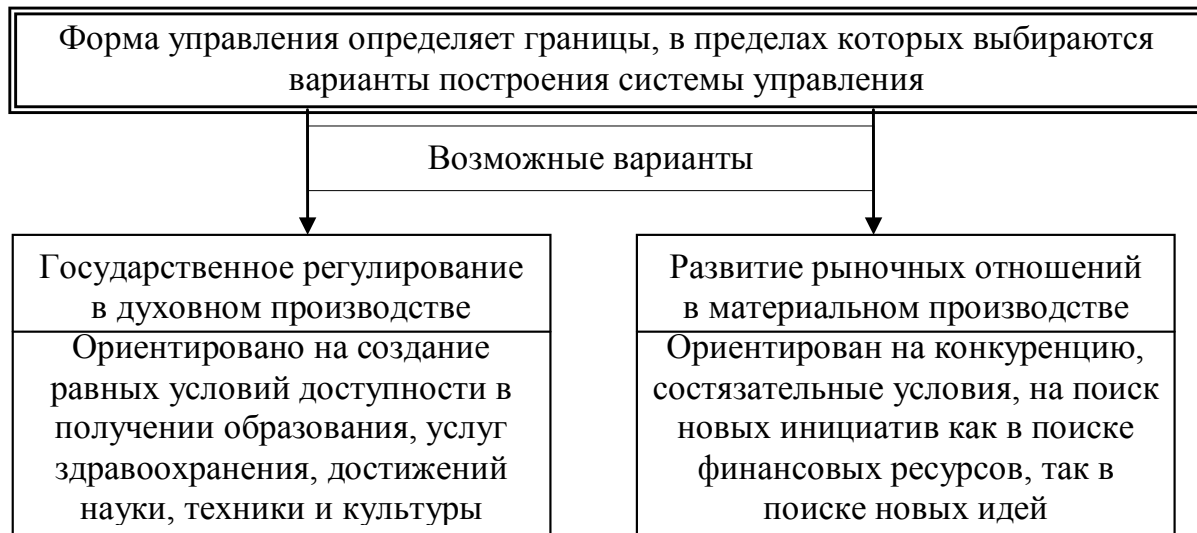 Форма управления определяет границы, в пределах которых выбираются
варианты построения системы управления
Возможные варианты
Государственное регулирование
в духовном производстве
Ориентировано на создание
равных условий доступности в
получении образования, услуг
здравоохранения, достижений
науки, техники и культуры
Развитие рыночных отношений
в материальном производстве
Ориентирован на конкуренцию,
состязательные условия, на поиск
новых инициатив как в поиске
финансовых ресурсов, так в
поиске новых идей